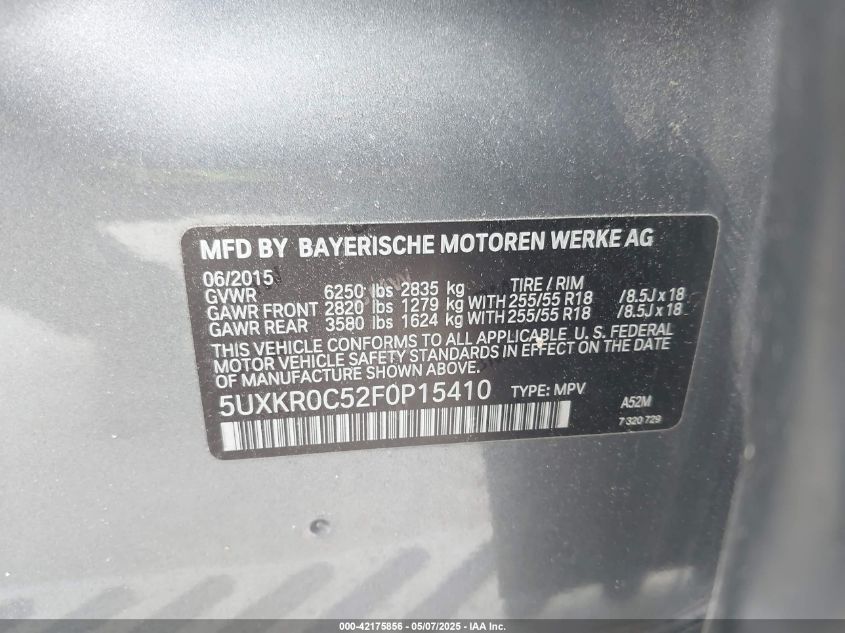 MFD BY BAYERISCHE MOTOREN WERKE AG
06/2015 TIRE / RIM
GVWR 6250 lbs 2835 kg
GAWR FRONT 2820 lbs 1279 kg WITH 255/55 R18 /8.5J x 18
GAWR REAR 3580 lbs 1624 kg WITH 255/55 R18 /8.5J x 18
THIS VEHICLE CONFORMS TO ALL APPLICABLE U. S. FEDERAL
MOTOR VEHICLE SAFETY STANDARDS IN EFFECT ON THE DATE
OF MANUFACTURE SHOWN ABOVE.
5UXKR0C52F0P15410 TYPE: MPV
A52M
7 320 729
000-42175856 - 05/07/2025 - IAA Inc.